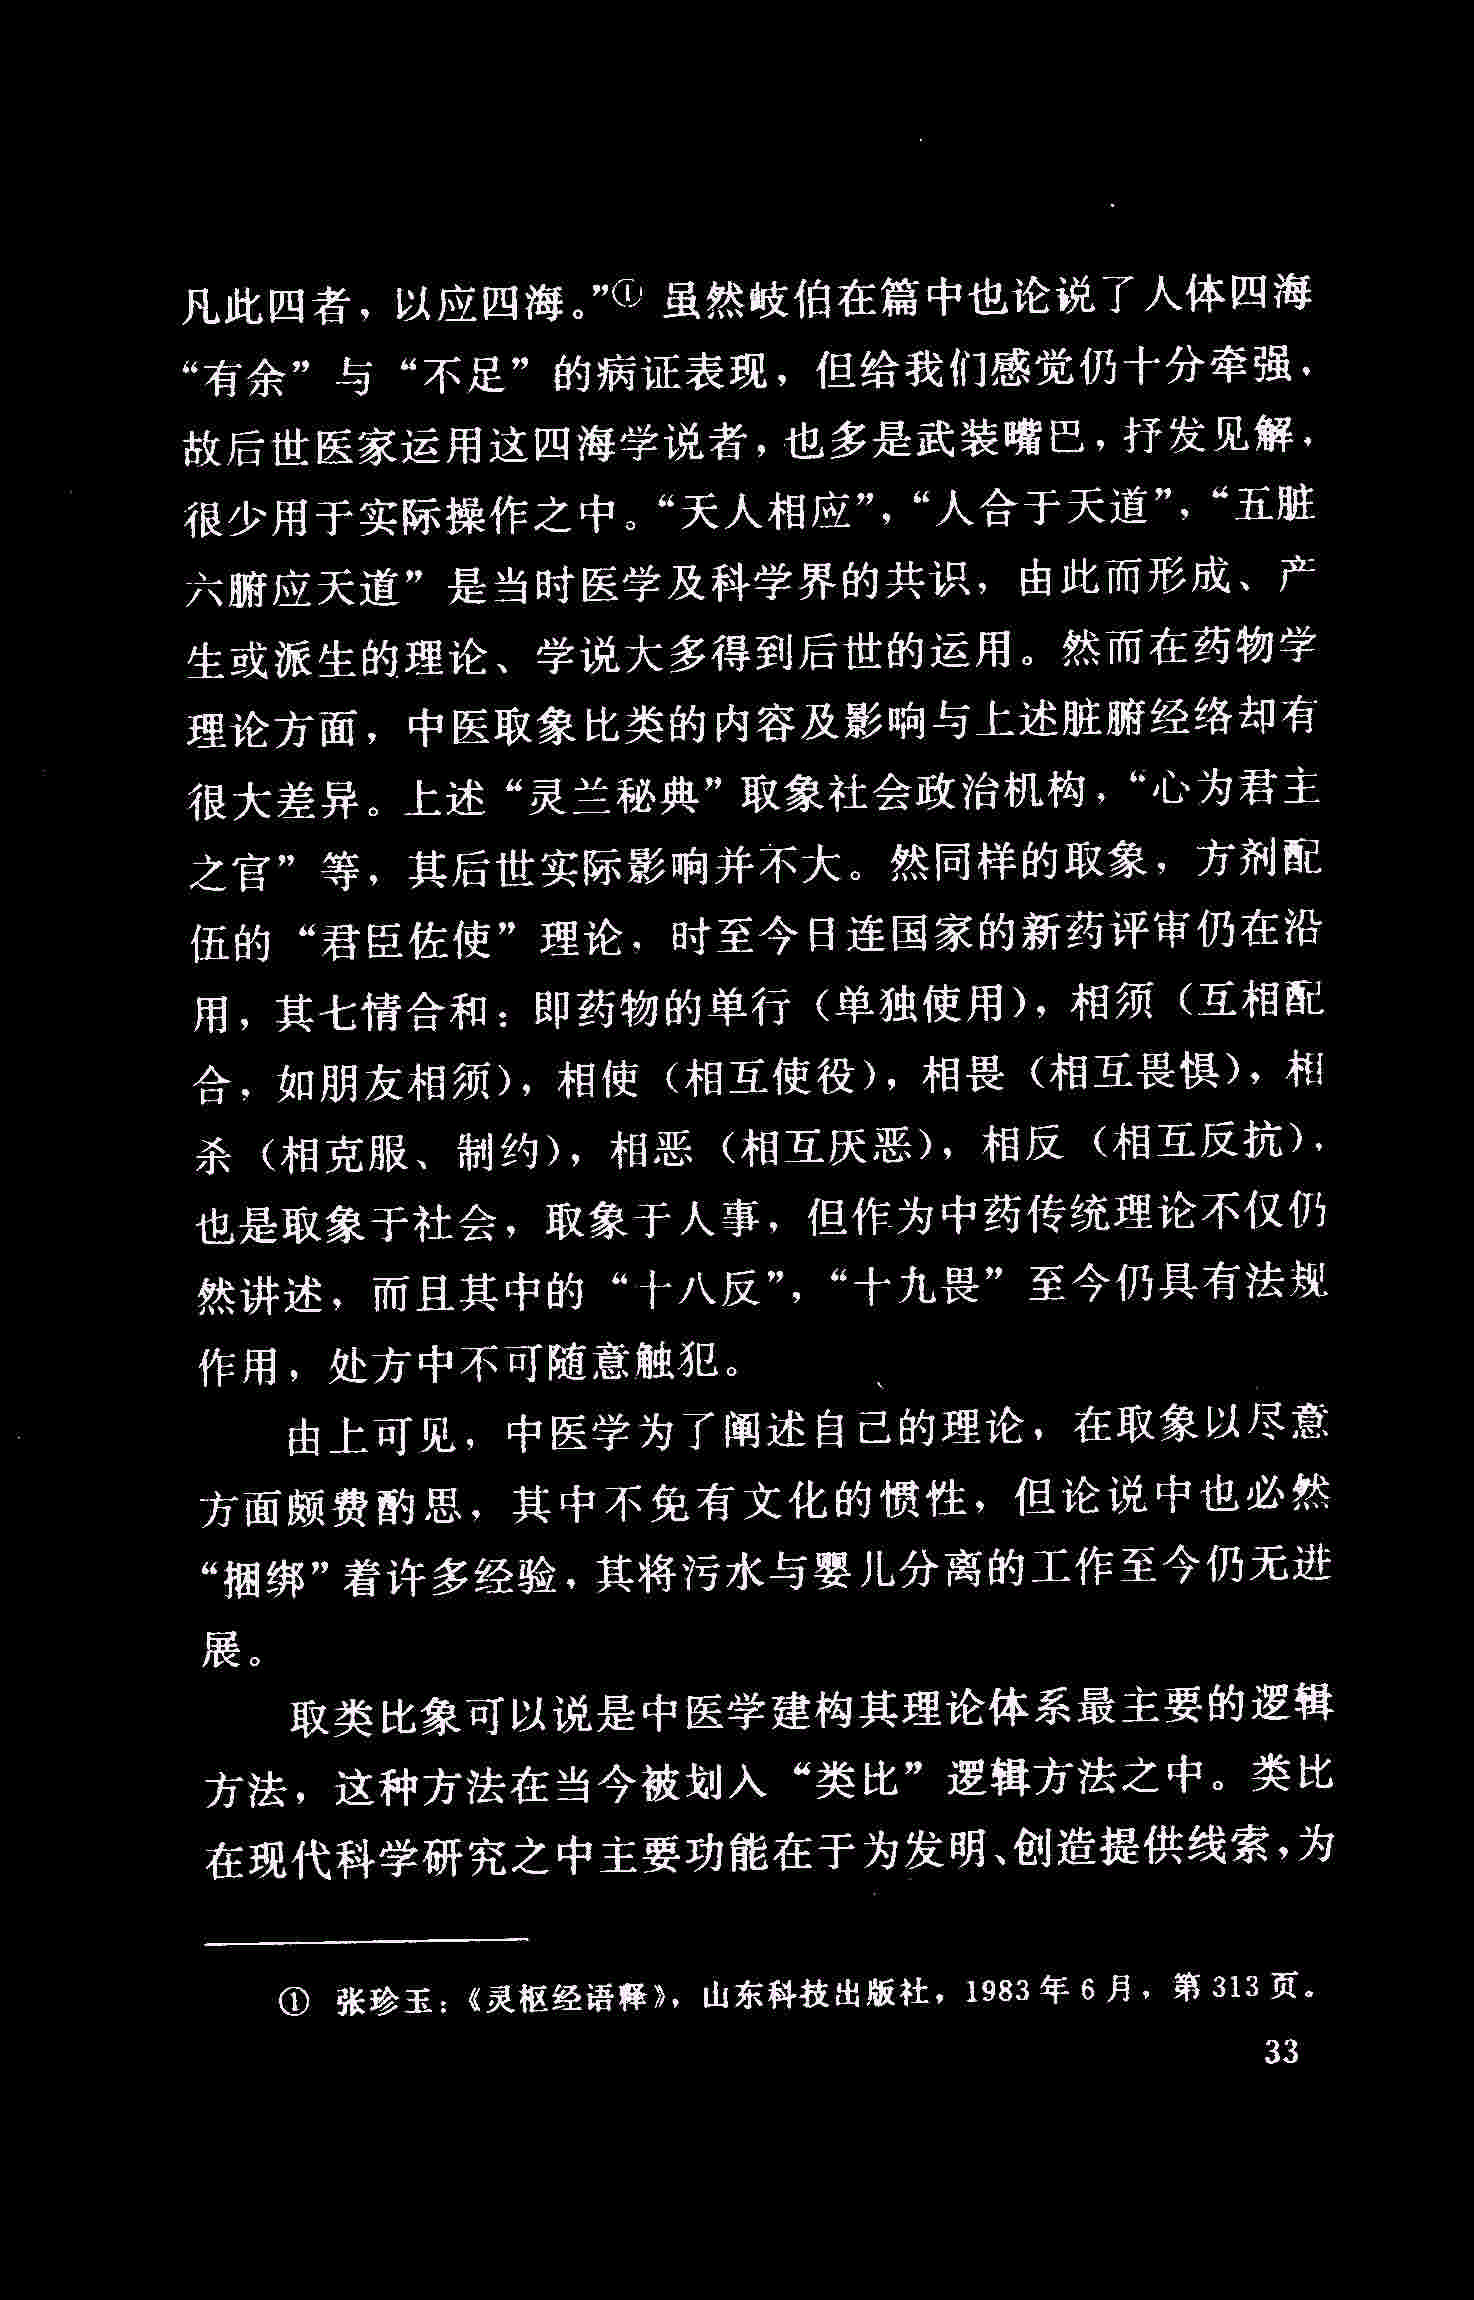 凡此四者，以应四海。”① 虽然岐伯在篇中也论说了人体四海
“有余”与“不足”的病证表现，但给我们感觉仍十分牵强，
故后世医家运用这四海学说者，也多是武装嘴巴，抒发见解，
很少用于实际操作之中。“天人相应”，“人合于天道”，“五脏
六腑应天道”是当时医学及科学界的共识，由此而形成、产
生或派生的理论、学说大多得到后世的运用。然而在药物学
理论方面，中医取象比类的内容及影响与上述脏腑经络却有
很大差异。上述“灵兰秘典”取象社会政治机构，“心为君主
之官”等，其后世实际影响并不大。然同样的取象，方剂配
伍的“君臣佐使”理论，时至今日连国家的新药评审仍在沿
用，其七情合和：即药物的单行（单独使用），相须（互相配
合，如朋友相须），相使（相互使役），相畏（相互畏惧），相
杀（相克服、制约），相恶（相互厌恶），相反（相互反抗），
也是取象于社会，取象于人事，但作为中药传统理论不仅仍
然讲述，而且其中的“十八反”，“十九畏”至今仍具有法规
作用，处方中不可随意触犯。
由上可见，中医学为了阐述自己的理论，在取象以尽意
方面颇费酌思，其中不免有文化的惯性，但论说中也必然
“捆绑”着许多经验，其将污水与婴儿分离的工作至今仍无进
展。
取类比象可以说是中医学建构其理论体系最主要的逻辑
方法，这种方法在当今被划入“类比”逻辑方法之中。类比
在现代科学研究之中主要功能在于为发明、创造提供线索，为
① 张珍玉：《灵枢经语释》，山东科技出版社，1983年6月，第313页。
33